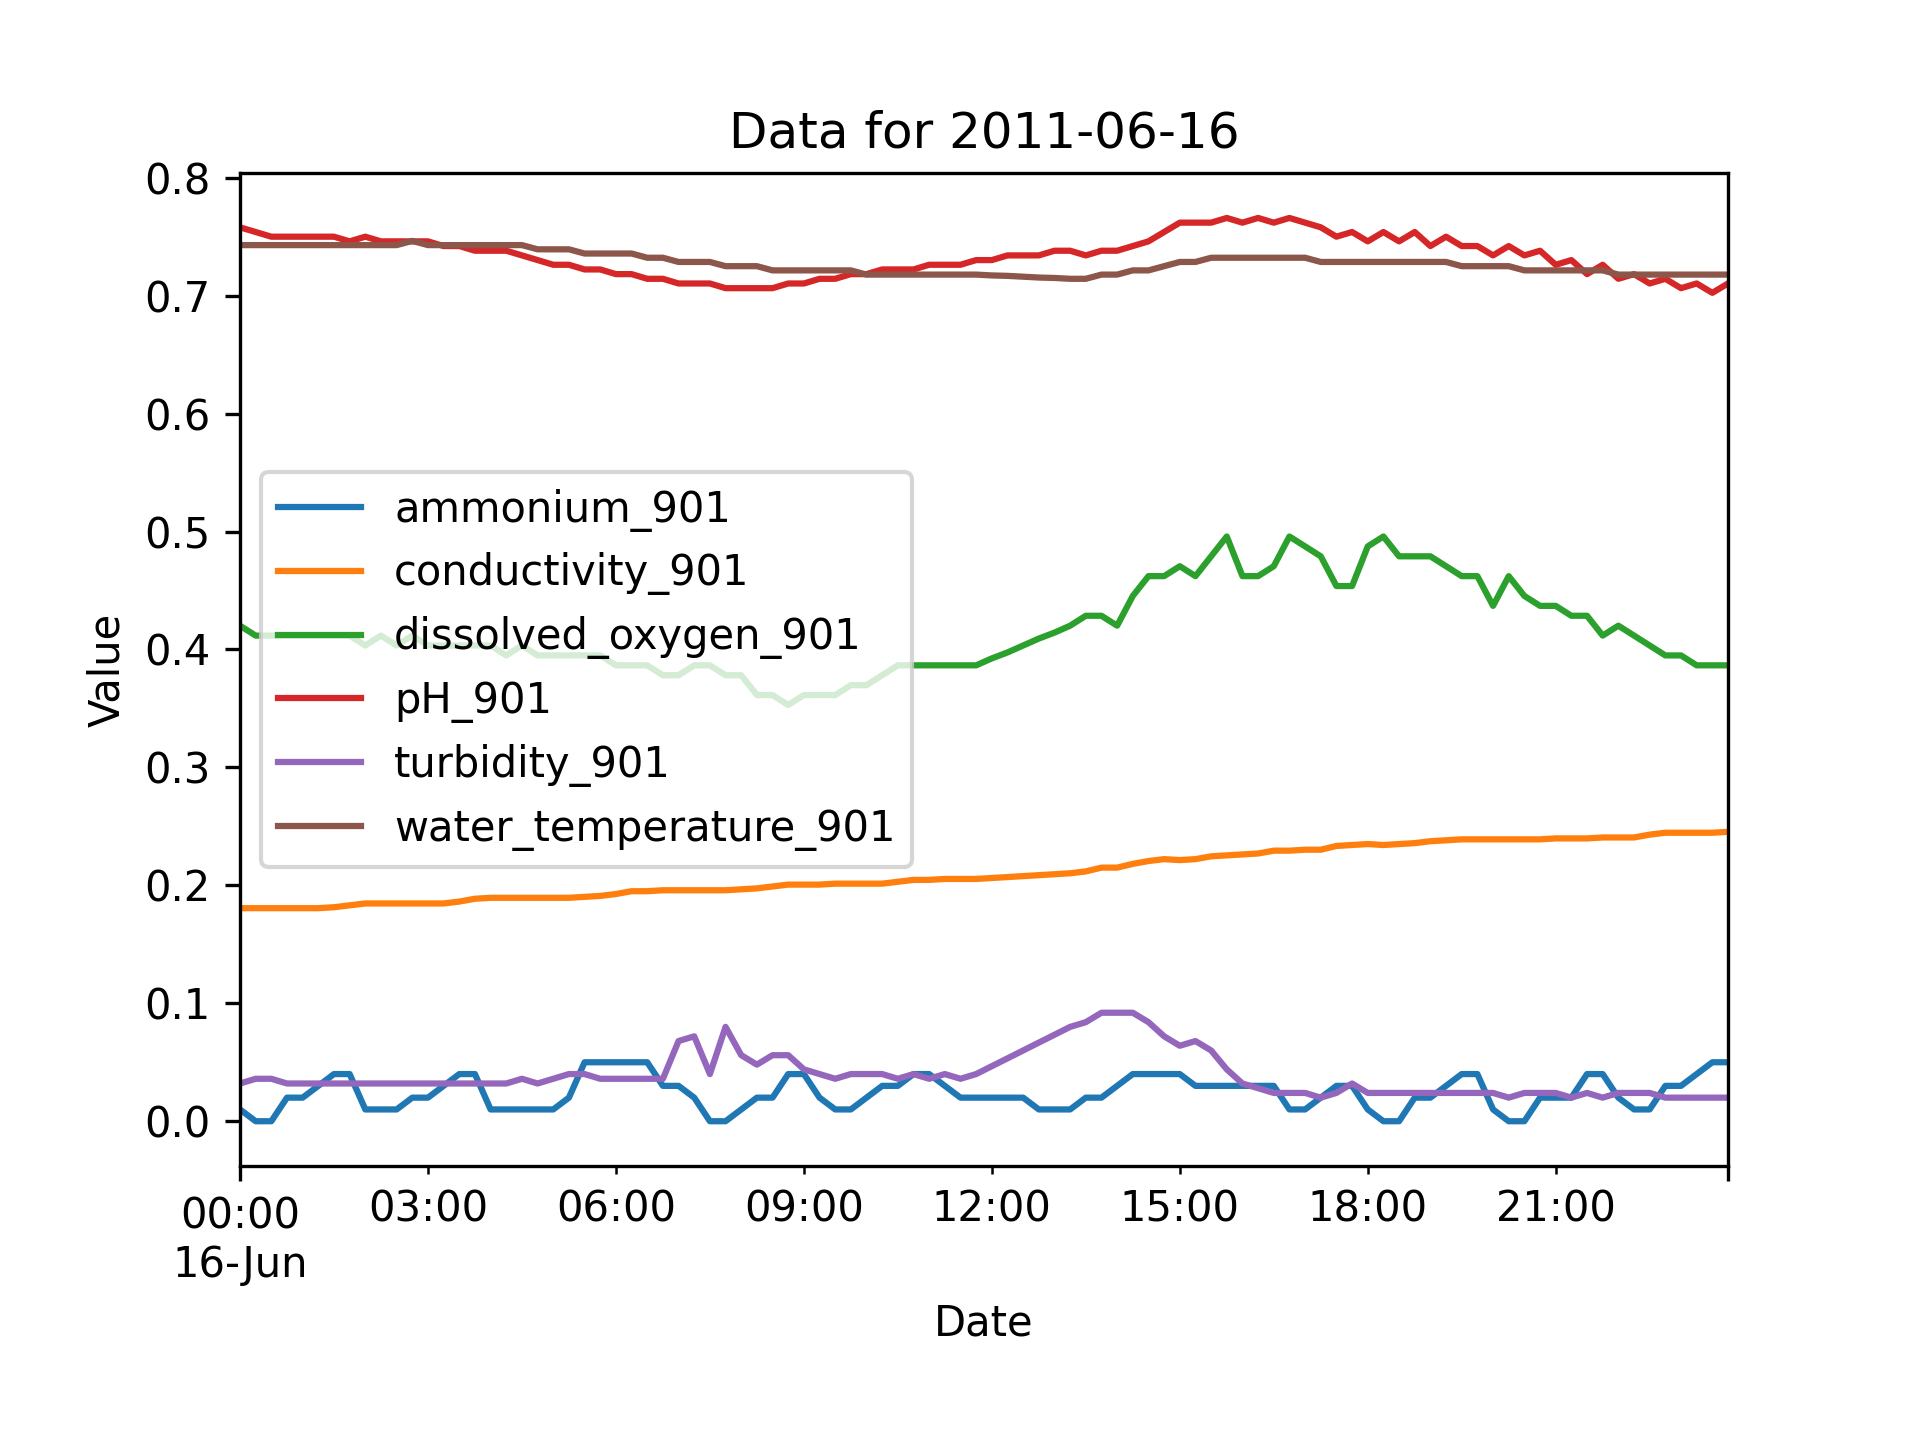 Data for 2011-06-16
0.8
0.7
0.6
0.5
0.4
0.3
0.2
0.1
0.0
Value
ammonium_901
conductivity_901
dissolved_oxygen_901
pH_901
turbidity_901
water_temperature_901
00:00 03:00 06:00 09:00 12:00 15:00 18:00 21:00
16-Jun
Date